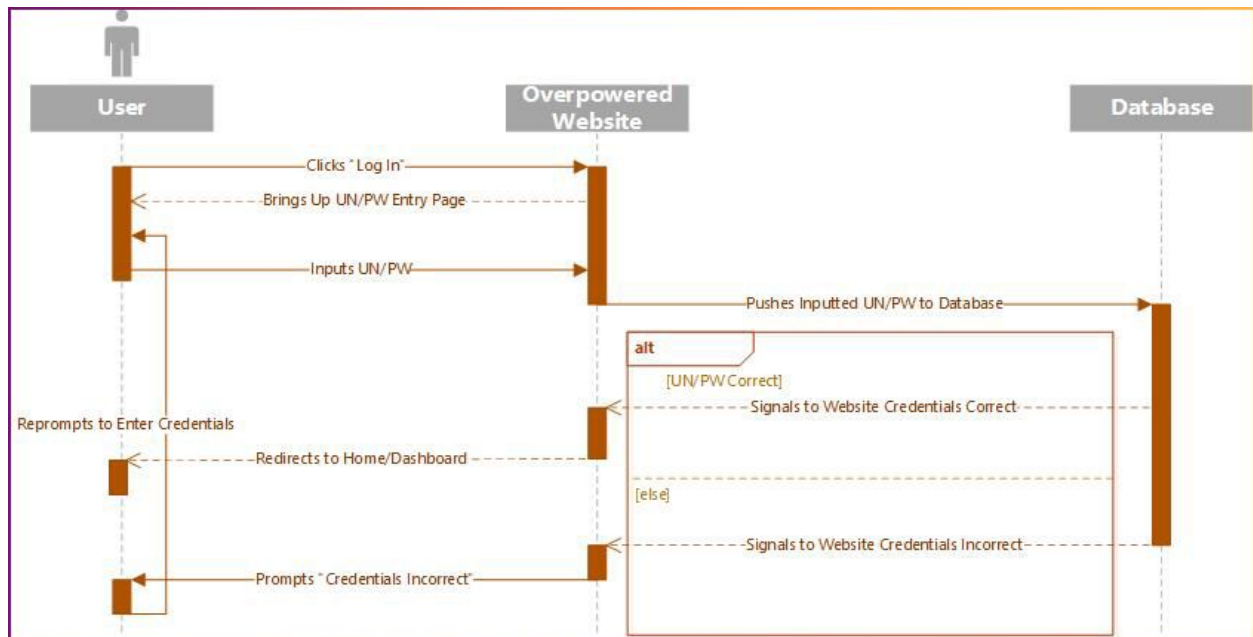 User
Overpowered
Website
Database
Clicks "Log In"
Brings Up UN/PW Entry Page
Inputs UN/PW
Pushes Inputted UN/PW to Database
alt
[UN/PW Correct]
Signals to Website Credentials Correct
Reprompts to Enter Credentials
Redirects to Home/Dashboard
[else]
Signals to Website Credentials Incorrect
Prompts "Credentials Incorrect"